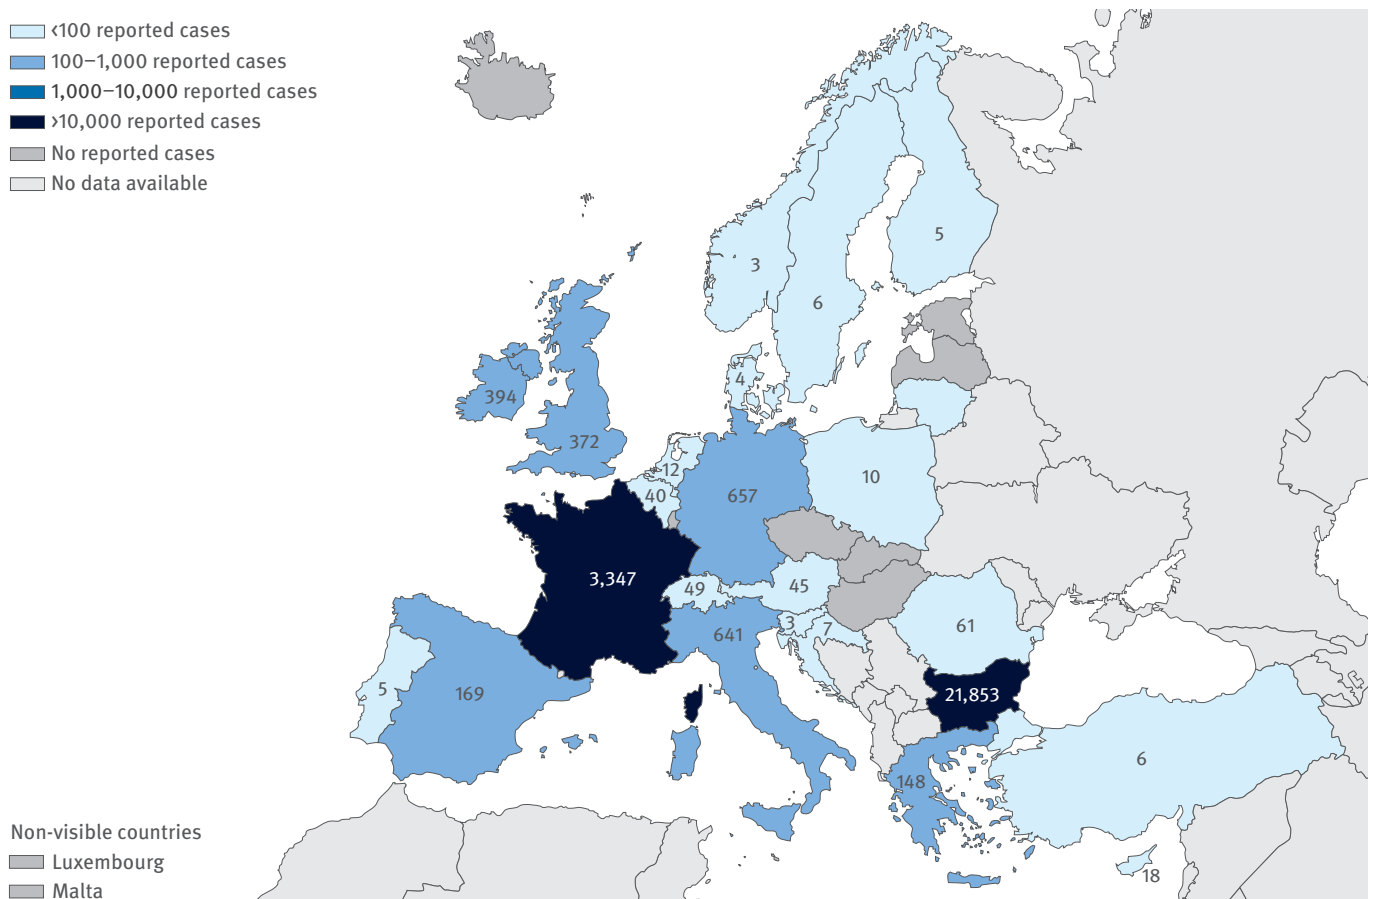 <100 reported cases
100–1,000 reported cases
1,000–10,000 reported cases
>10,000 reported cases
No reported cases
No data available
5
3
6
4
394
372
12
10
40
657
3,347
49
45
3
7
61
641
5
169
21,853
6
148
Non-visible countries
Luxembourg
18
Malta